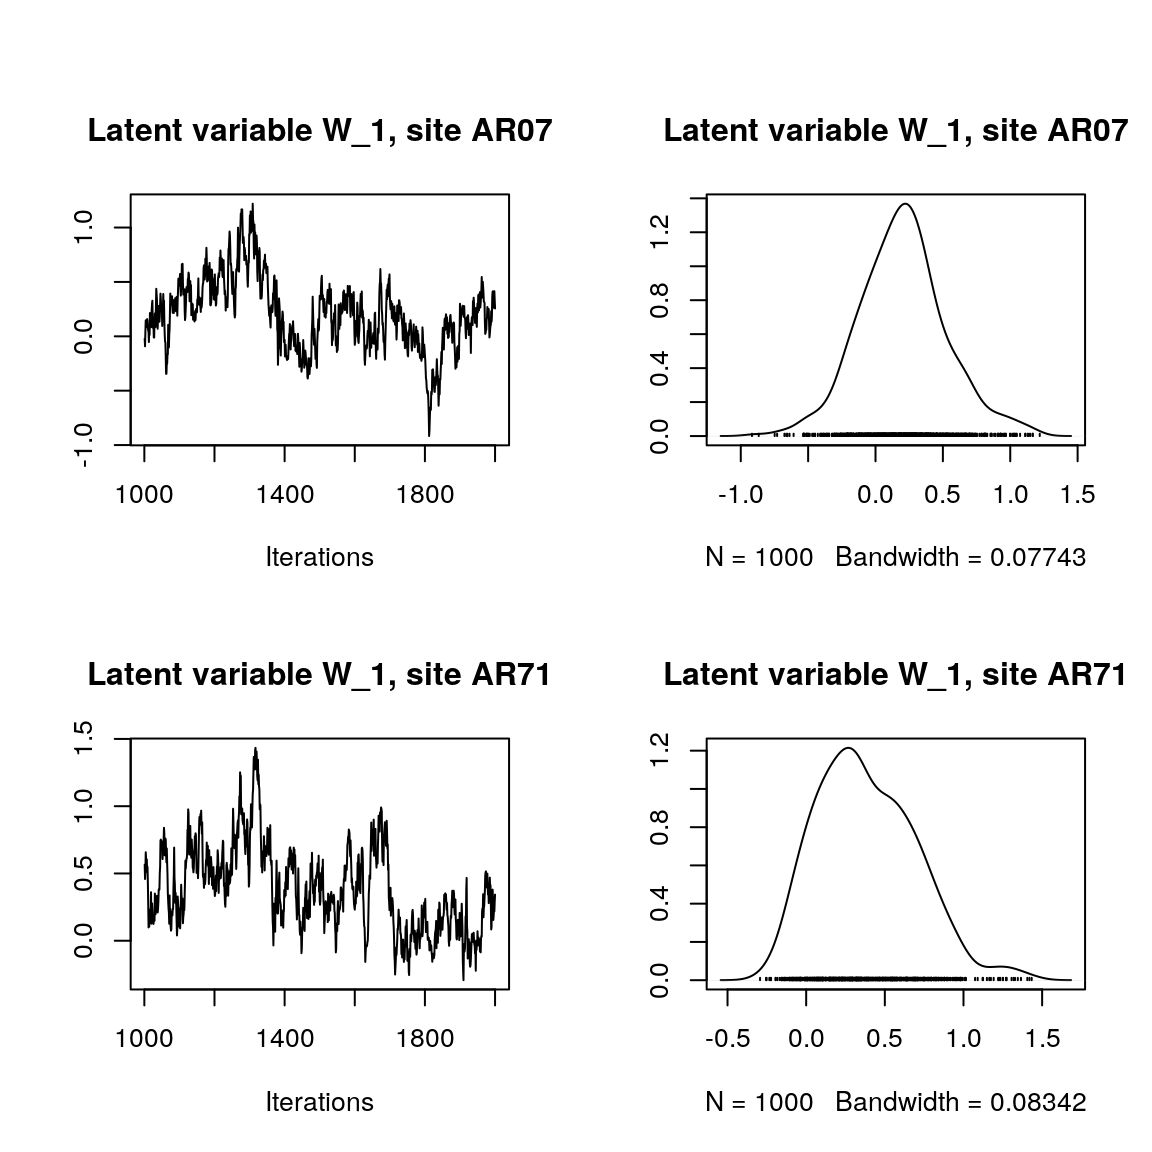 Latent variable W_1, site AR07
1.0
0.0
-1.0
1000 1400 1800
Iterations
Latent variable W_1, site AR07
1.2
0.8
0.4
0.0
-1.0 0.0 0.5 1.0 1.5
N = 1000 Bandwidth = 0.07743
Latent variable W_1, site AR71
1.5
1.0
0.5
0.0
1000 1400 1800
Iterations
Latent variable W_1, site AR71
1.2
0.8
0.4
0.0
-0.5 0.0 0.5 1.0 1.5
N = 1000 Bandwidth = 0.08342